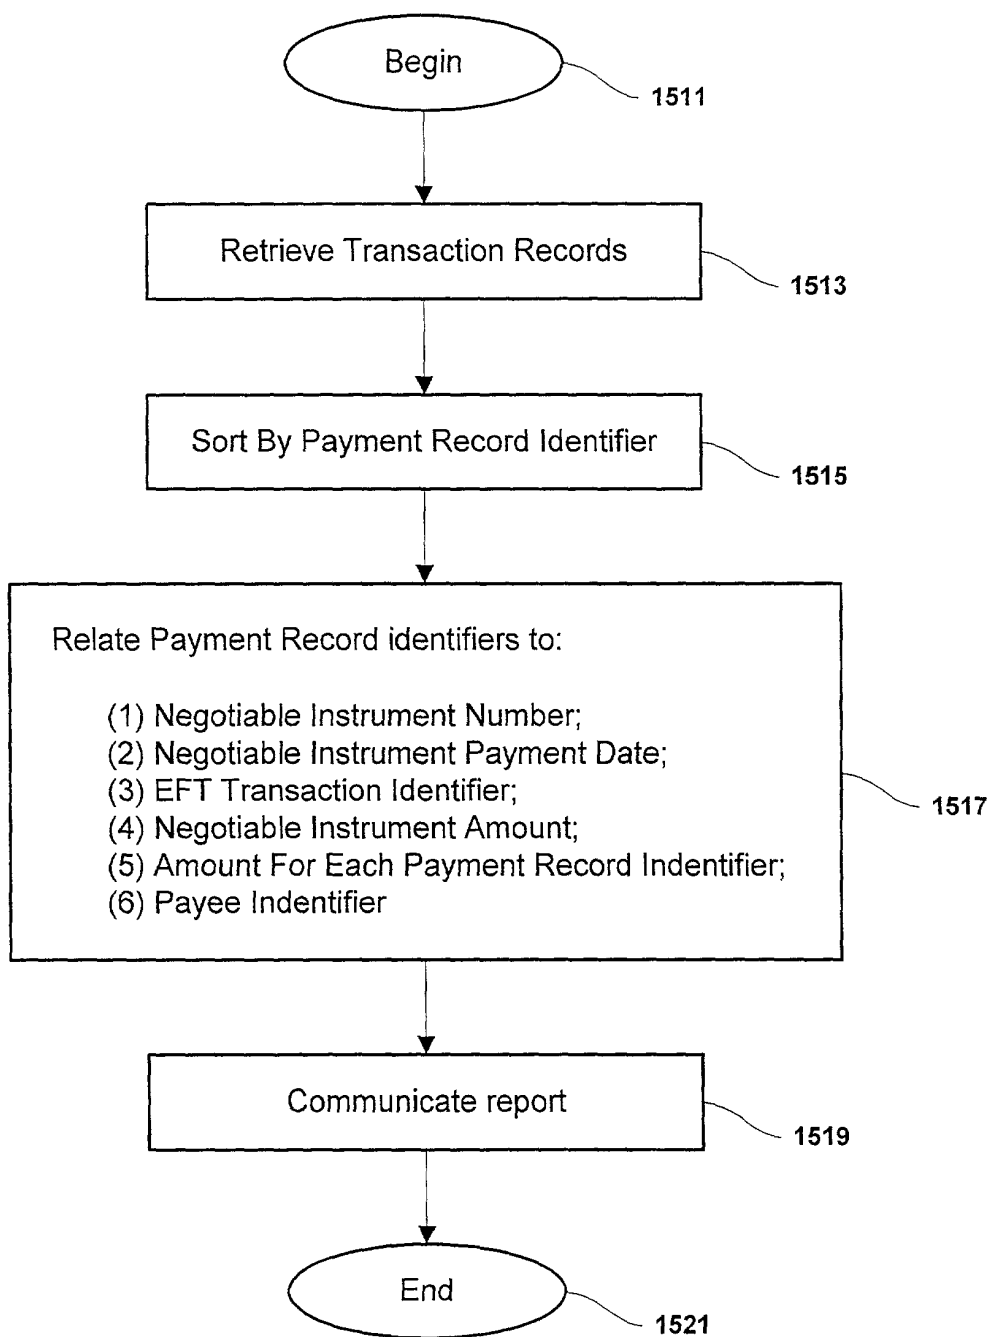 Begin
1511
Retrieve Transaction Records
1513
Sort By Payment Record Identifier
1515
Relate Payment Record identifiers to:
(1) Negotiable Instrument Number;
(2) Negotiable Instrument Payment Date;
(3) EFT Transaction Identifier;
(4) Negotiable Instrument Amount;
(5) Amount For Each Payment Record Indentifier;
(6) Payee Indentifier
1517
Communicate report
1519
End
1521